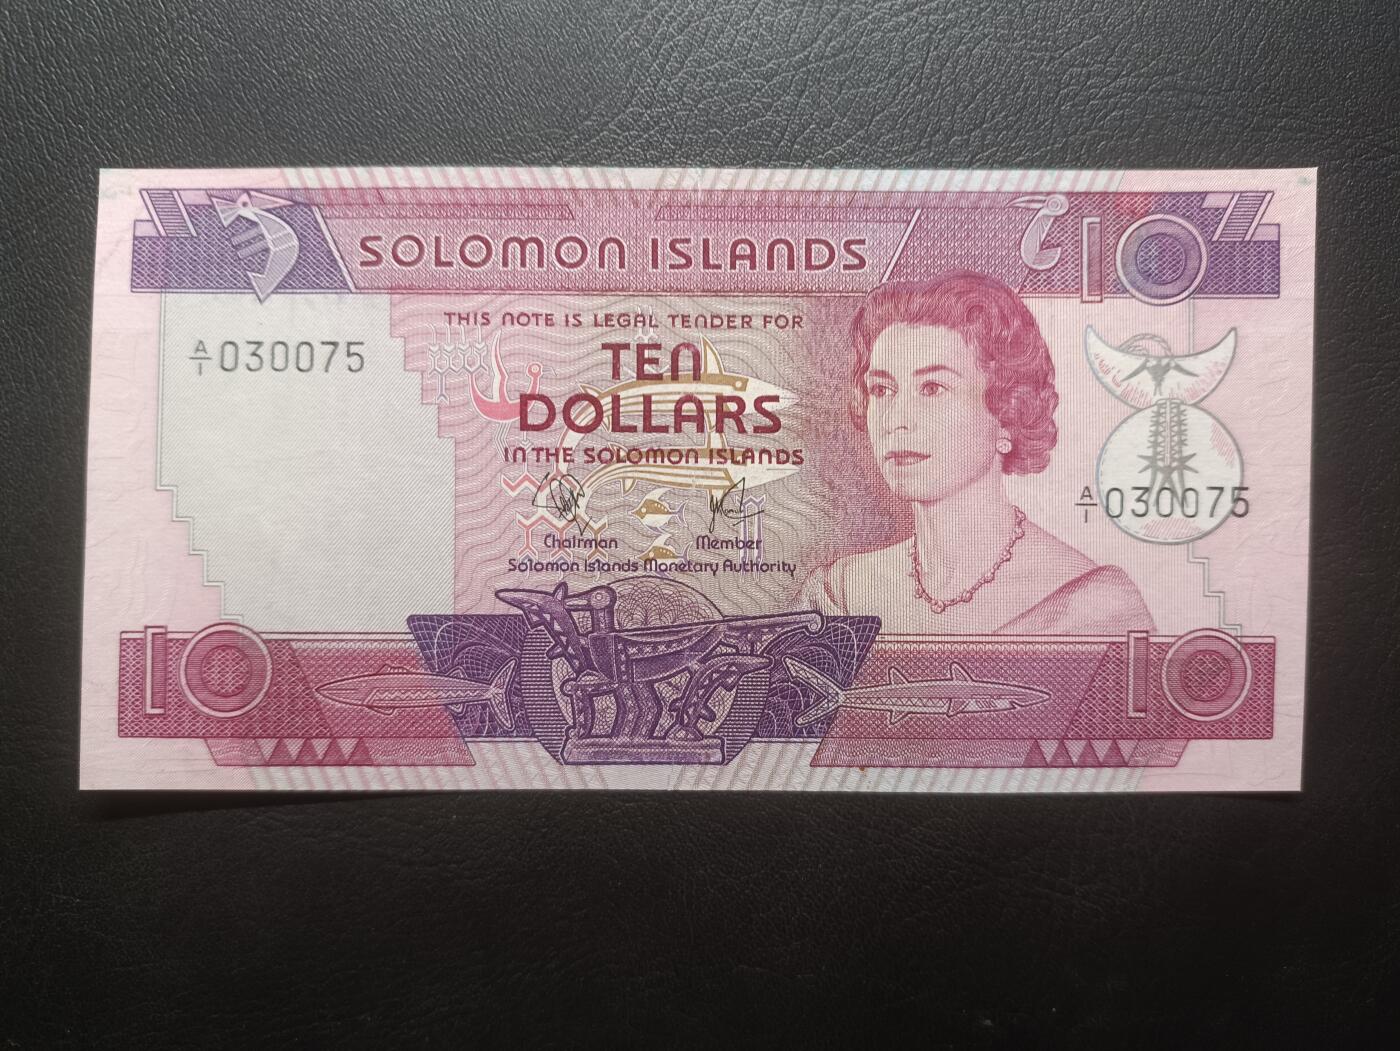 SOLOMON ISLANDS
10
THIS NOTE IS LEGAL TENDER FOR
A/1 030075
TEN
DOLLARS
IN THE SOLOMON ISLANDS
A/1 030075
Chairman Member
Solomon Islands Monetary Authority
10 10